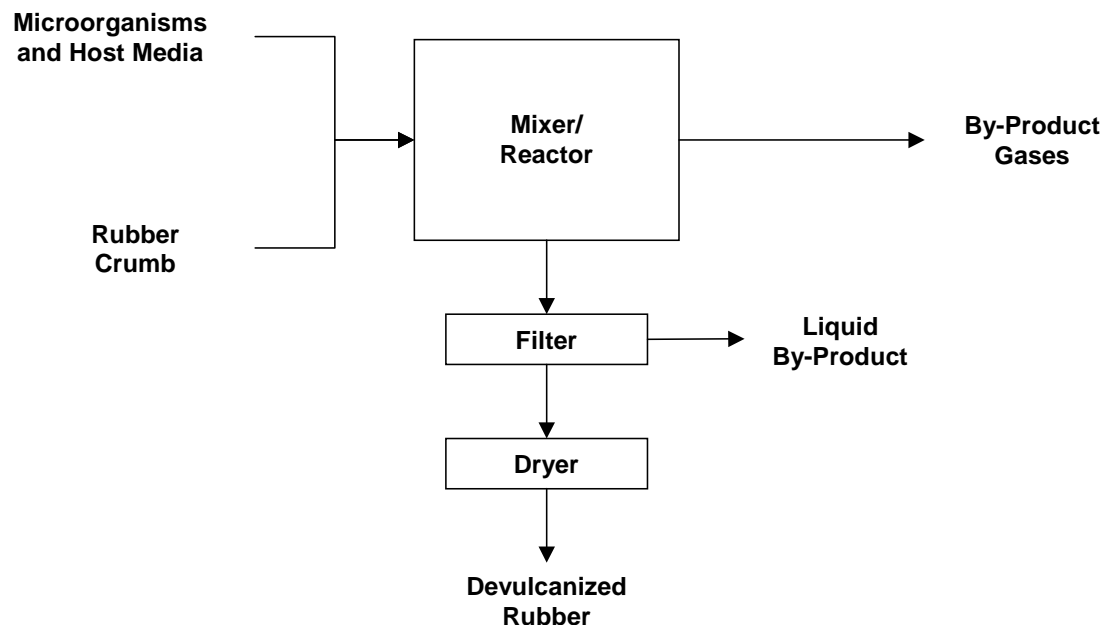 Microorganisms
and Host Media
Mixer/
Reactor
By-Product
Gases
Rubber
Crumb
Filter
Liquid
By-Product
Dryer
Devulcanized
Rubber